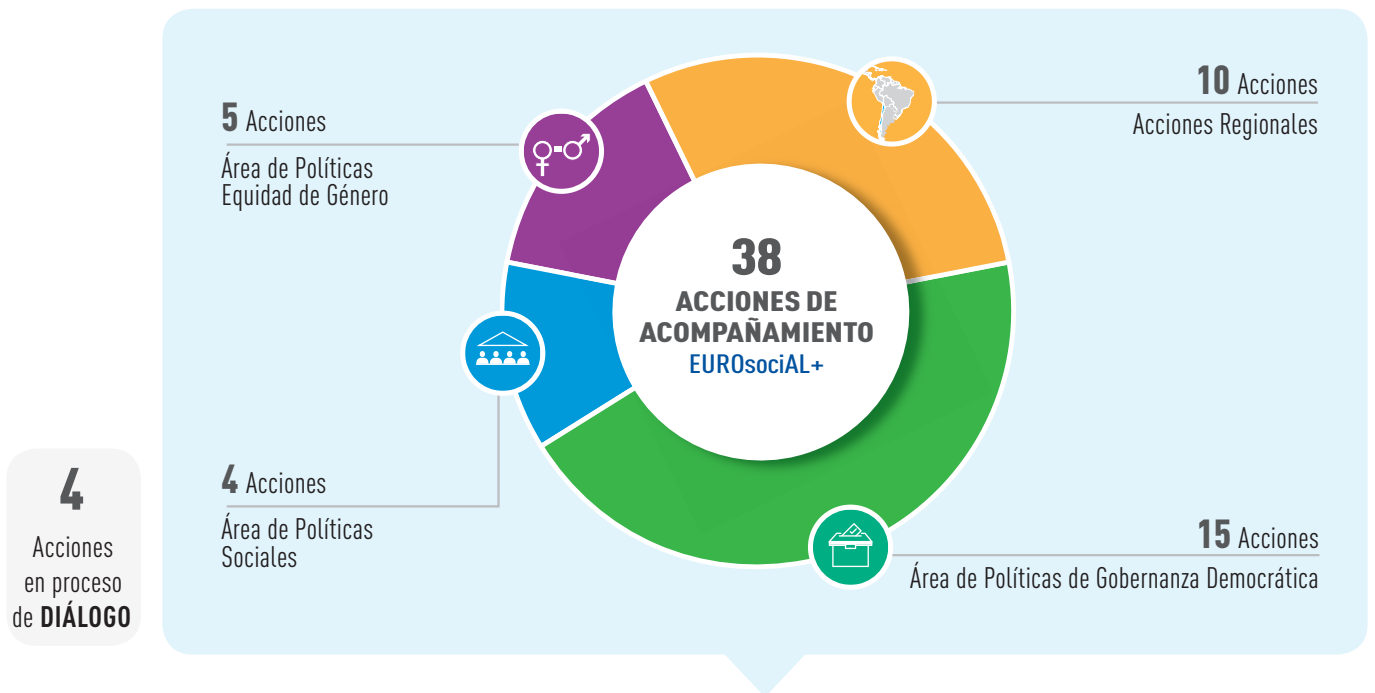 5 Acciones
Área de Políticas
Equidad de Género
10 Acciones
Acciones Regionales
38
ACCIONES DE
ACOMPAÑAMIENTO
EUROsociAL+
4 Acciones
Área de Políticas
Sociales
15 Acciones
Área de Políticas de Gobernanza Democrática
4
Acciones
en proceso
de DIÁLOGO